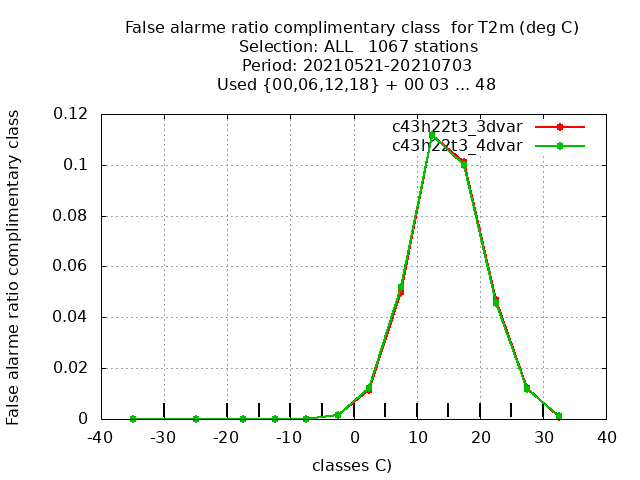 False alarme ratio complimentary class  for T2m (deg C)
Selection: ALL   1067 stations
Period: 20210521-20210703
Used {00,06,12,18} + 00 03 ... 48
False alarme ratio complimentary class
0.12
0.1
0.08
0.06
0.04
0.02
0
c43h22t3_3dvar
c43h22t3_4dvar
-40 -30 -20 -10 0 10 20 30 40
classes C)